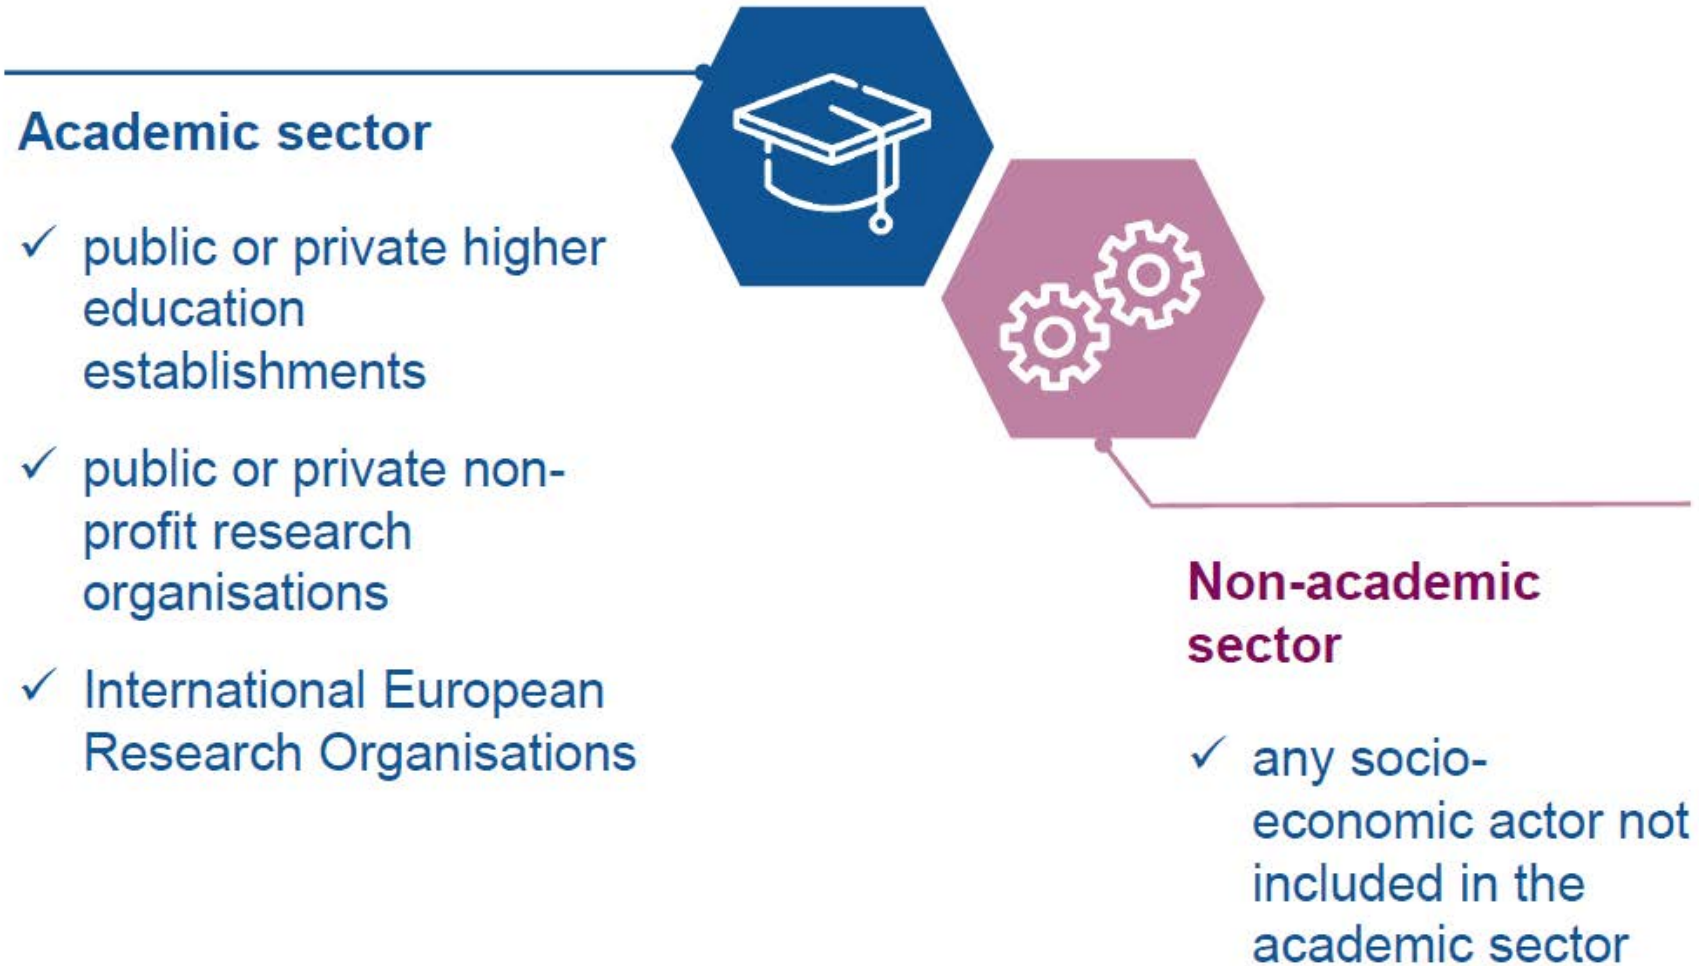 Academic sector
✓ public or private higher
education
establishments
✓ public or private non-
profit research
organisations
✓ International European
Research Organisations
Non-academic
sector
✓ any socio-
economic actor not
included in the
academic sector